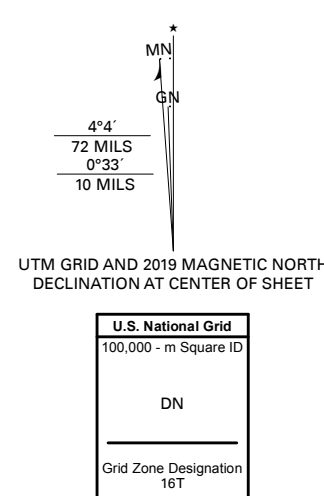 ★
MN
GN
4°4´
72 MILS
0°33´
10 MILS
UTM GRID AND 2019 MAGNETIC NORTH
DECLINATION AT CENTER OF SHEET
U.S. National Grid
100,000 - m Square ID
DN
Grid Zone Designation
16T